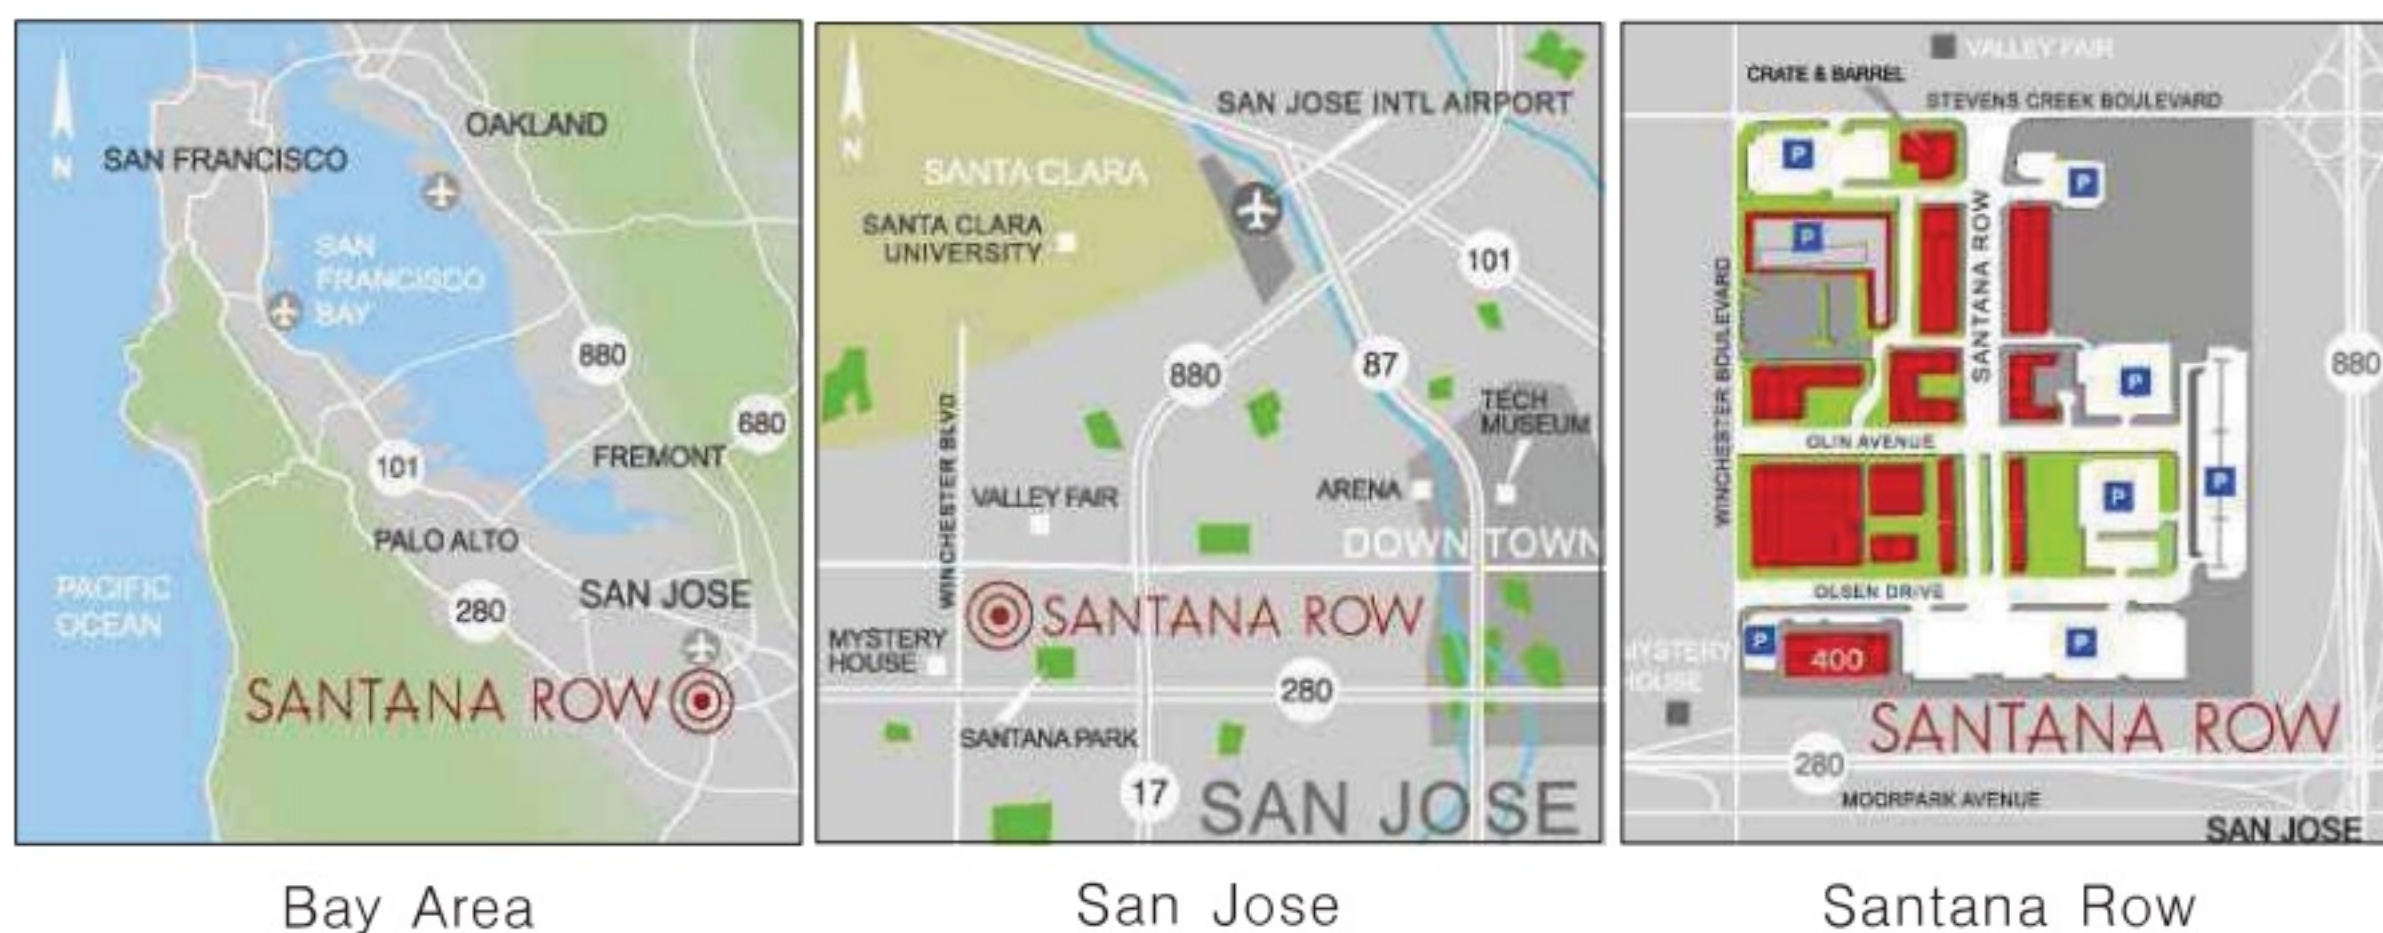 OAKLAND
SAN FRANCISCO
N
SAN
FRANCISCO
BAY
880
680
FREMONT
101
PALO ALTO
PACIFIC
OCEAN
280
SAN JOSE
SANTANA ROW
Bay Area
N
SAN JOSE INTL AIRPORT
SANTA CLARA
SANTA CLARA
UNIVERSITY
101
880
87
TECH
MUSEUM
WINCHESTER BLVD
VALLEY FAIR
ARENA
DOWN TOWN
SANTANA ROW
MYSTERY
HOUSE
280
SANTANA PARK
17
SAN JOSE
San Jose
VALLEY FAIR
CRATE & BARREL
STEVENS CREEK BOULEVARD
P
P
P
SANTANA ROW
WINCHESTER BOULEVARD
880
P
OLIN AVENUE
P
P
OLSEN DRIVE
P
P
400
MYSTERY
HOUSE
SANTANA ROW
280
MOORPARK AVENUE
SAN JOSE
Santana Row